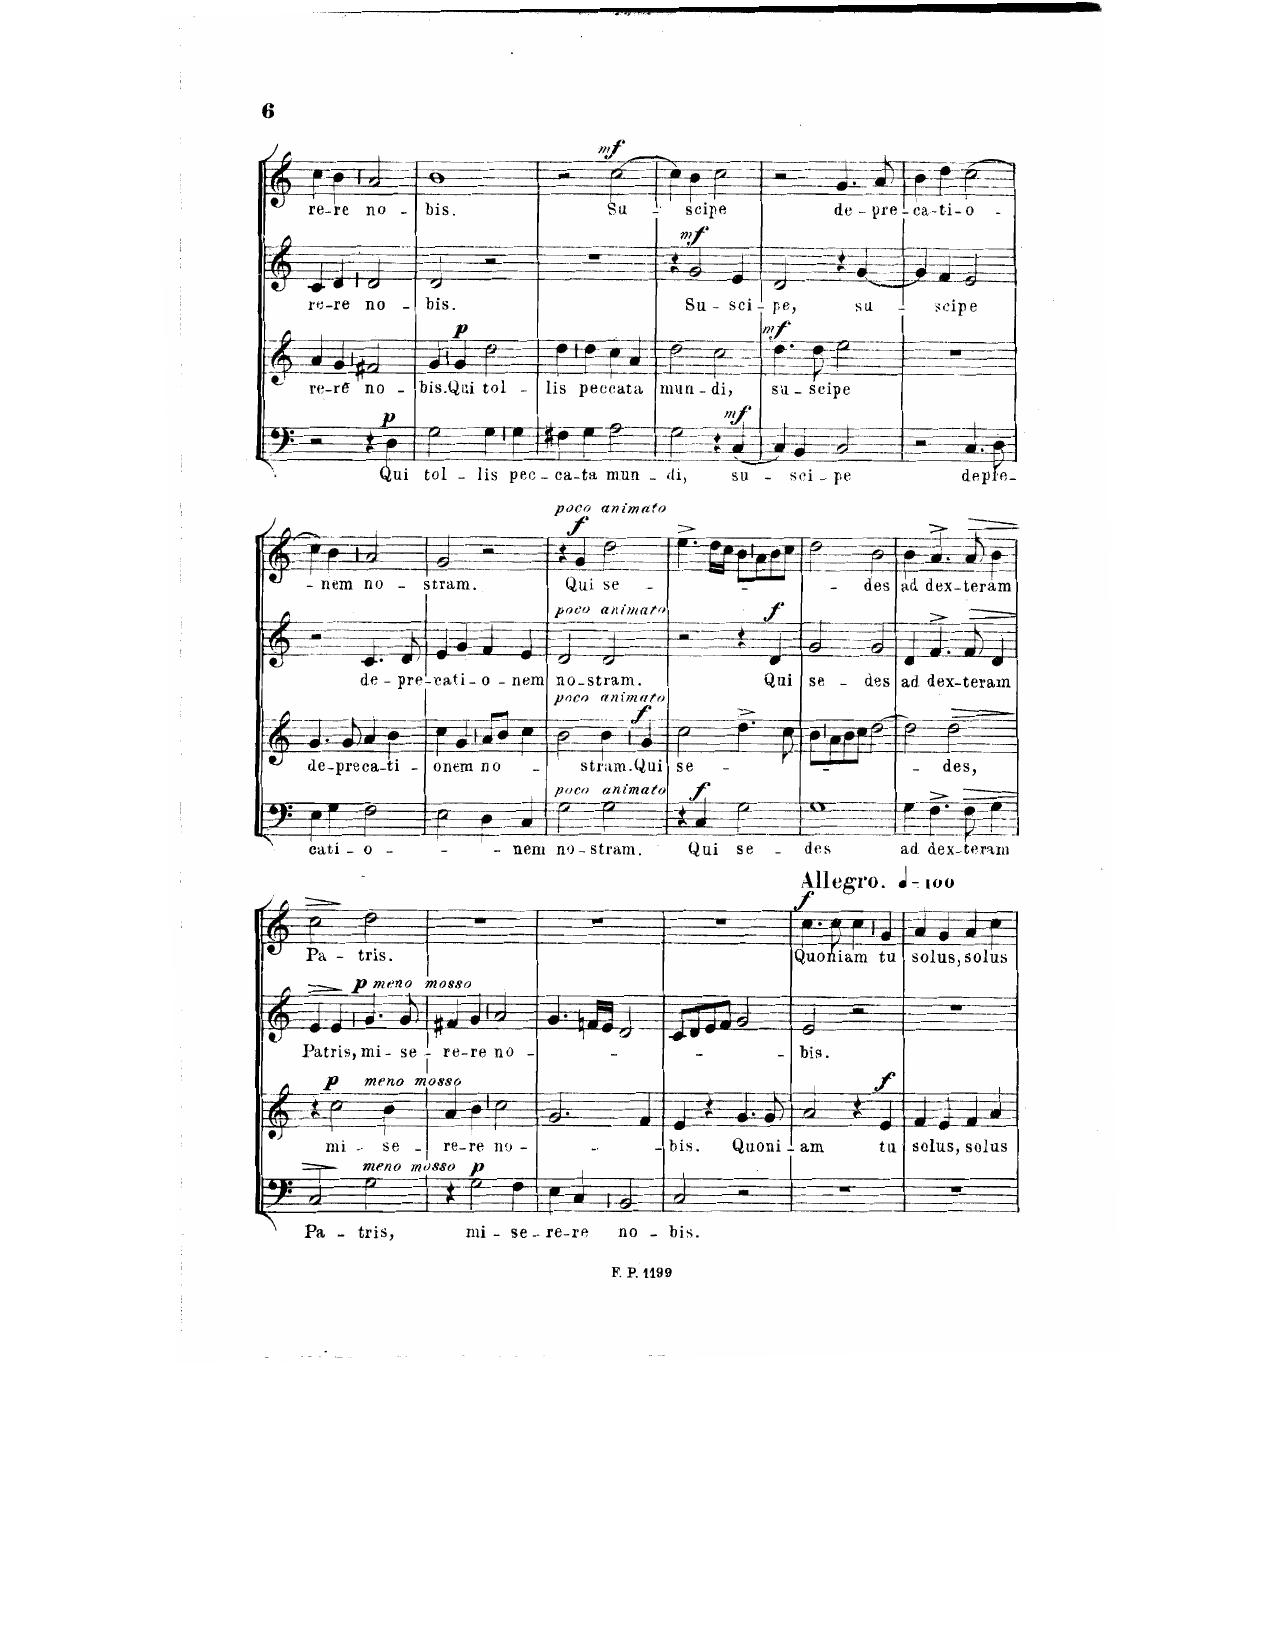 6
mf
re-re no - bis. Su - scipe de-pre-ca-ti-o-
mf
re-re no - bis. Su-sci-pe, su - scipe
p mf
re-re no - bis. Qui tol - lis peccata mun-di, su-scipe
p mf
Qui tol - lis pec-ca-ta mun - di, su - sci-pe depre-
poco animato
f
- nem no - stram. Qui se - - - des ad dex-teram
poco animato f
de-pre-cati-o-nem no-stram. Qui se - des ad dex-teram
poco animato f
de-preca-ti-onem no - stram. Qui se - - - des,
poco animato f
cati-o - - - nem no-stram. Qui se - des ad dex-teram
Allegro. ♩=100
f
Pa - tris. Quoniam tu solus, solus
p meno mosso
Patris, mi-se-re-re no - - - bis.
p meno mosso f
mi - se - re-re no - - - bis. Quoni-am tu solus, solus
meno mosso p
Pa - tris, mi-se-re-re no - bis.
F. P. 1199